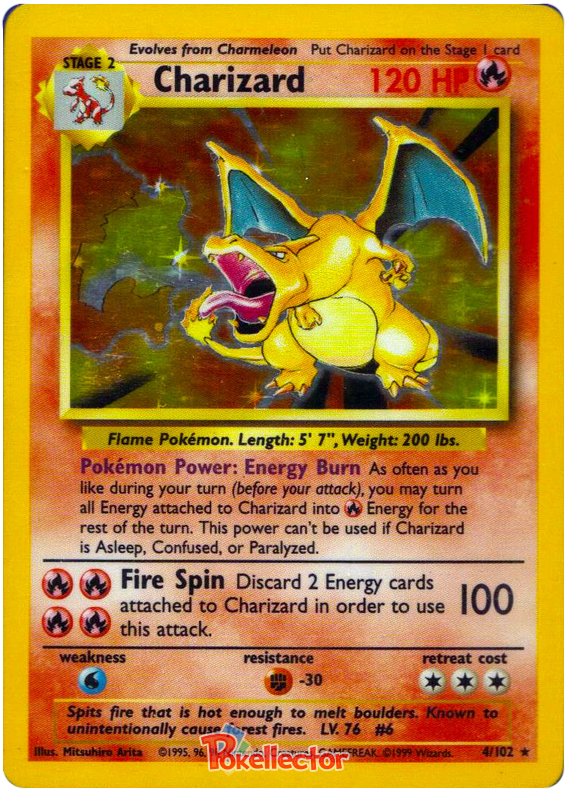 Evolves from Charmeleon Put Charizard on the Stage 1 card
STAGE 2
Charizard 120 HP
Flame Pokémon. Length: 5' 7", Weight: 200 lbs.
Pokémon Power: Energy Burn As often as you
like during your turn (before your attack), you may turn
all Energy attached to Charizard into Energy for the
rest of the turn. This power can't be used if Charizard
is Asleep, Confused, or Paralyzed.
Fire Spin Discard 2 Energy cards
attached to Charizard in order to use
this attack.
100
weakness resistance retreat cost
-30
Spits fire that is hot enough to melt boulders. Known to
unintentionally cause forest fires. LV. 76 #6
Illus. Mitsuhiro Arita ©1995, 96, GAMEFREAK. ©1999 Wizards. 4/102 ★
Pokellector